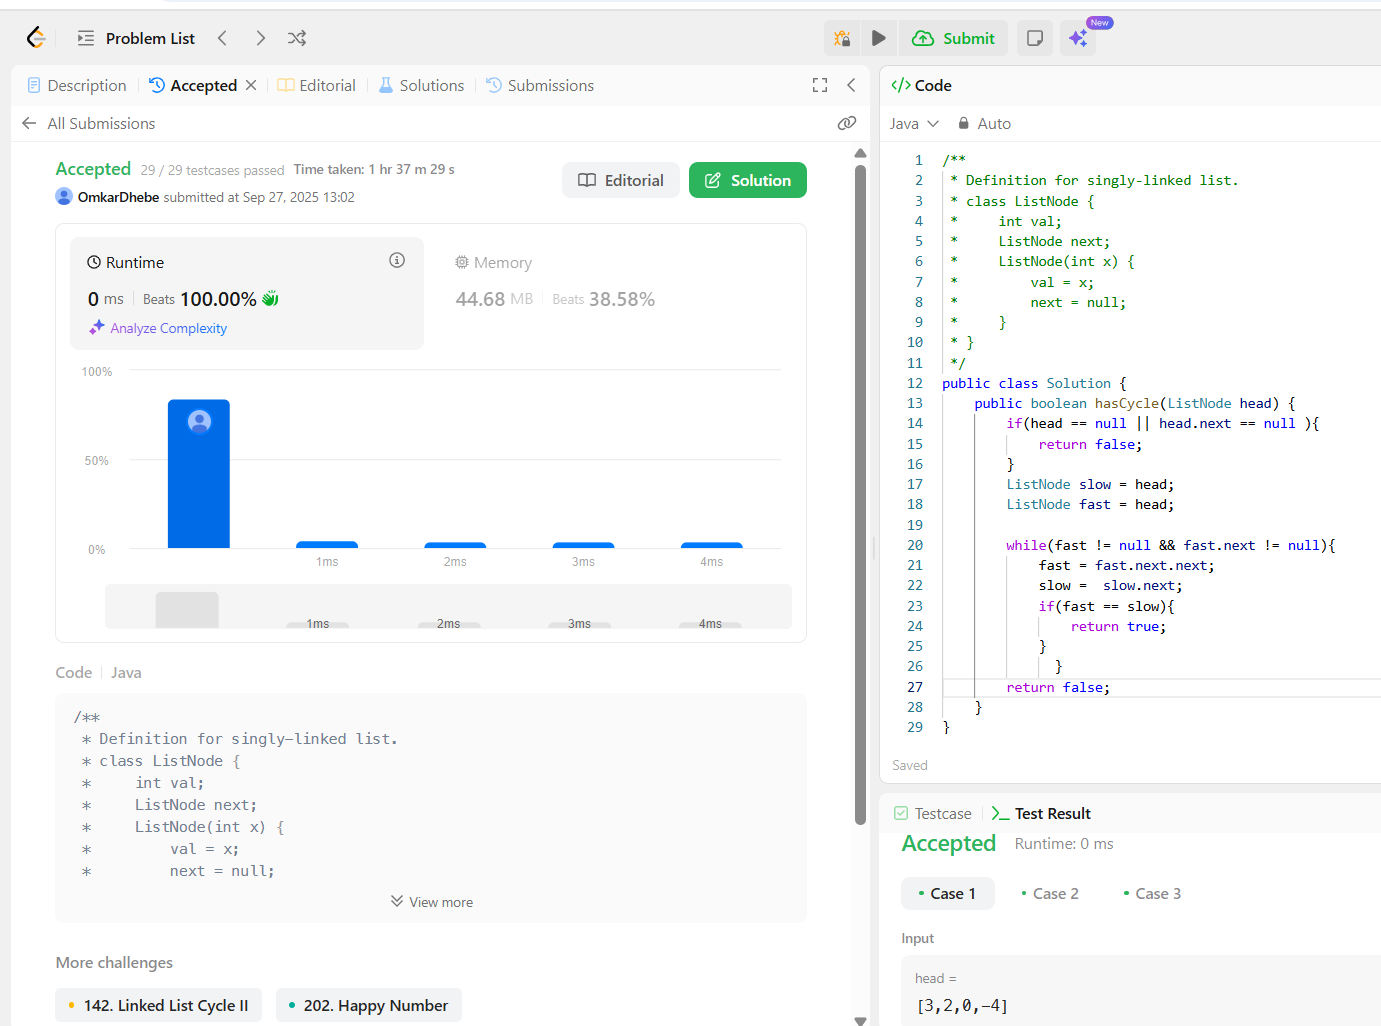 Problem List
Submit
New
Description
Accepted
Editorial
Solutions
Submissions
All Submissions
Accepted 29 / 29 testcases passed Time taken: 1 hr 37 m 29 s
OmkarDhebe submitted at Sep 27, 2025 13:02
Editorial
Solution
Runtime
0 ms Beats 100.00%
Analyze Complexity
Memory
44.68 MB Beats 38.58%
100%
50%
0%
1ms 2ms 3ms 4ms
1ms 2ms 3ms 4ms
Code Java
/**
* Definition for singly-linked list.
* class ListNode {
*     int val;
*     ListNode next;
*     ListNode(int x) {
*         val = x;
*         next = null;
View more
More challenges
142. Linked List Cycle II
202. Happy Number
</> Code
Java
Auto
1 /**
2  * Definition for singly-linked list.
3  * class ListNode {
4  *     int val;
5  *     ListNode next;
6  *     ListNode(int x) {
7  *         val = x;
8  *         next = null;
9  *     }
10  * }
11  */
12 public class Solution {
13     public boolean hasCycle(ListNode head) {
14         if(head == null || head.next == null ){
15             return false;
16         }
17         ListNode slow = head;
18         ListNode fast = head;
19
20         while(fast != null && fast.next != null){
21             fast = fast.next.next;
22             slow =  slow.next;
23             if(fast == slow){
24                 return true;
25             }
26               }
27         return false;
28     }
29 }
Saved
Testcase
Test Result
Accepted Runtime: 0 ms
Case 1
Case 2
Case 3
Input
head =
[3,2,0,-4]